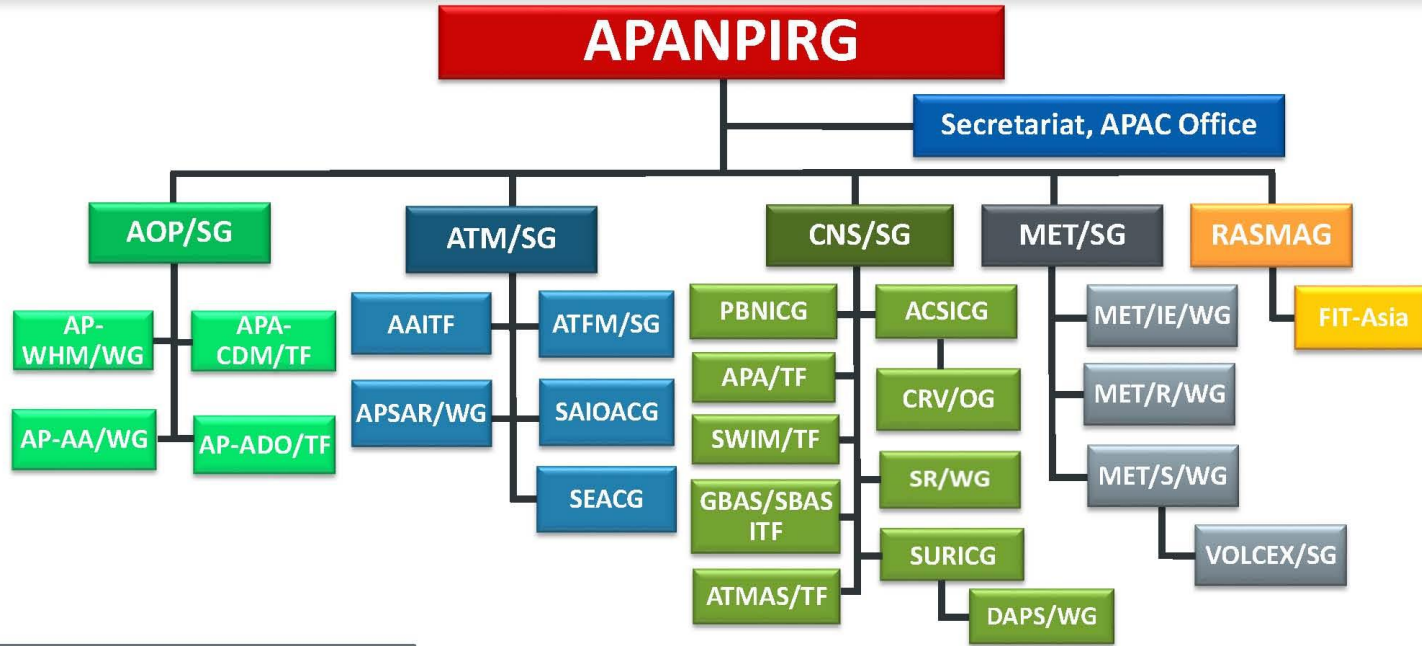 APANPIRG
Secretariat, APAC Office
AOP/SG
ATM/SG
CNS/SG
MET/SG
RASMAG
AP-
WHM/WG
APA-
CDM/TF
AP-AA/WG
AP-ADO/TF
AAITF
ATFM/SG
APSAR/WG
SAIOACG
SEACG
PBNICG
ACSICG
APA/TF
CRV/OG
SWIM/TF
SR/WG
GBAS/SBAS
ITF
SURICG
ATMAS/TF
DAPS/WG
MET/IE/WG
MET/R/WG
MET/S/WG
VOLCEX/SG
FIT-Asia